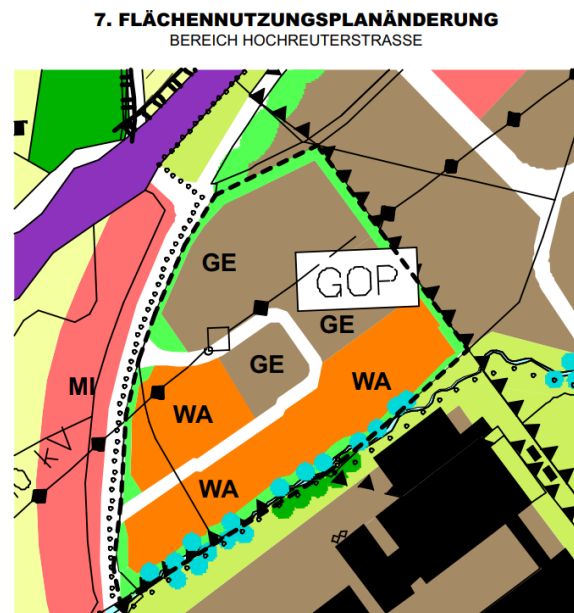 7. FLÄCHENNUTZUNGSPLANÄNDERUNG
BEREICH HOCHREUTERSTRASSE
GE
GOP
GE
GE
MI
WA
WA
WA